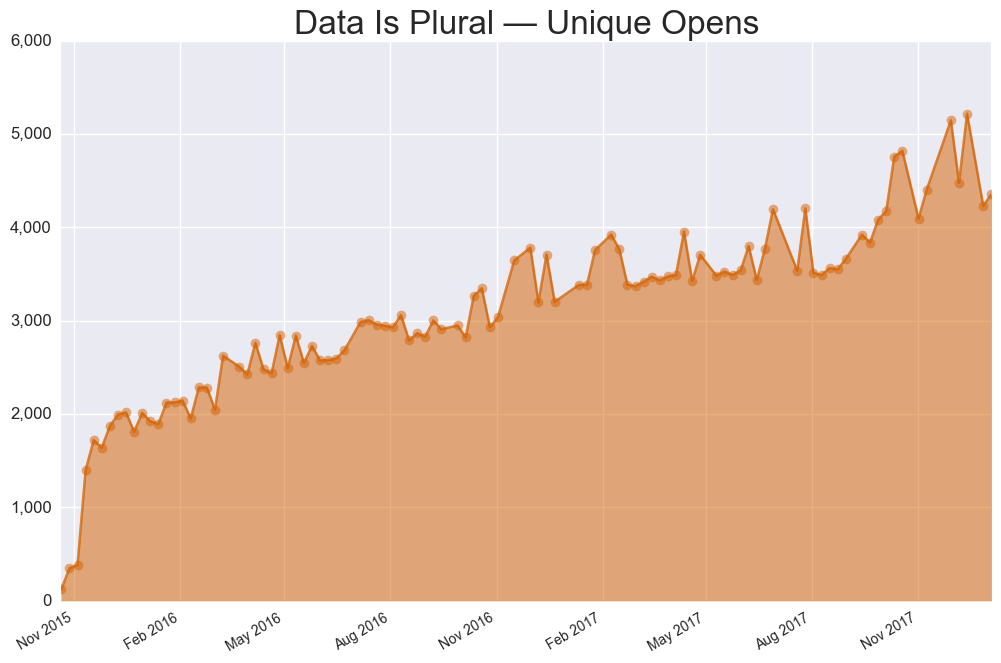 Data Is Plural — Unique Opens
6,000
5,000
4,000
3,000
2,000
1,000
0
Nov 2015
Feb 2016
May 2016
Aug 2016
Nov 2016
Feb 2017
May 2017
Aug 2017
Nov 2017